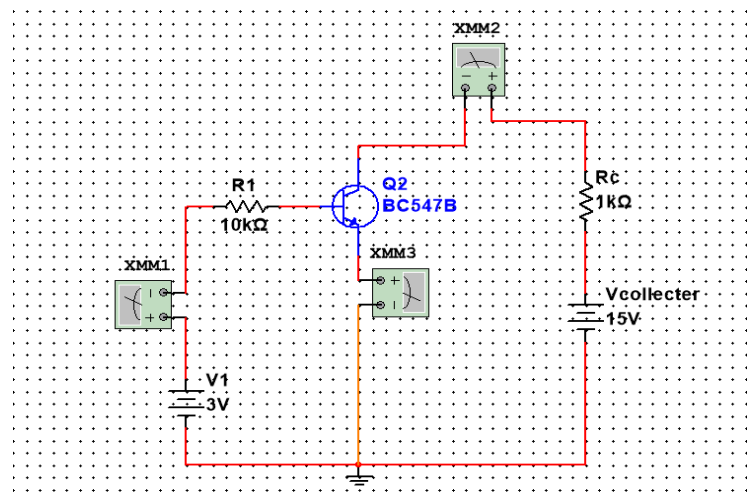 XMM2
Q2
BC547B
Rc
1kΩ
R1
10kΩ
XMM1
XMM3
Vcollecter
15V
V1
3V